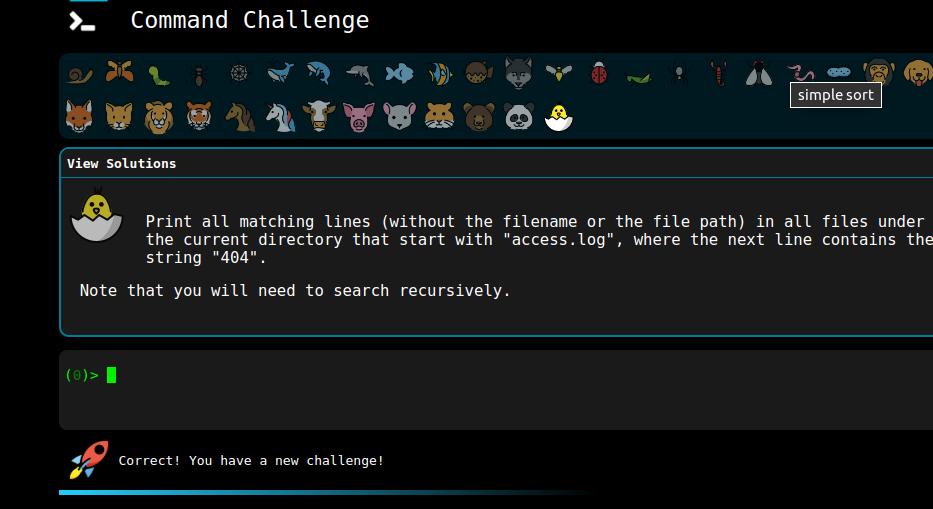 Command Challenge
simple sort
View Solutions
Print all matching lines (without the filename or the file path) in all files under
the current directory that start with "access.log", where the next line contains the
string "404".
Note that you will need to search recursively.
(0)>
Correct! You have a new challenge!